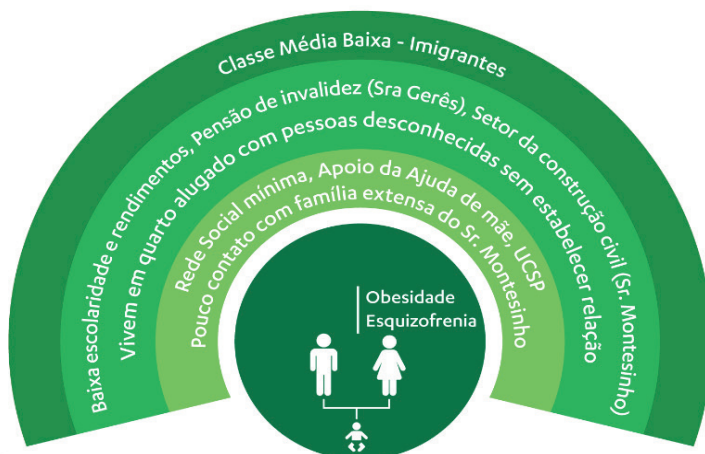 Classe Média Baixa - Imigrantes
Baixa escolaridade e rendimentos, Pensão de invalidez (Sra Gerês), Setor da construção civil (Sr. Montesinho)
Vivem em quarto alugado com pessoas desconhecidas sem estabelecer relação
Rede Social mínima, Apoio da Ajuda de mãe, UCSP
Pouco contato com família extensa do Sr. Montesinho
Obesidade
Esquizofrenia